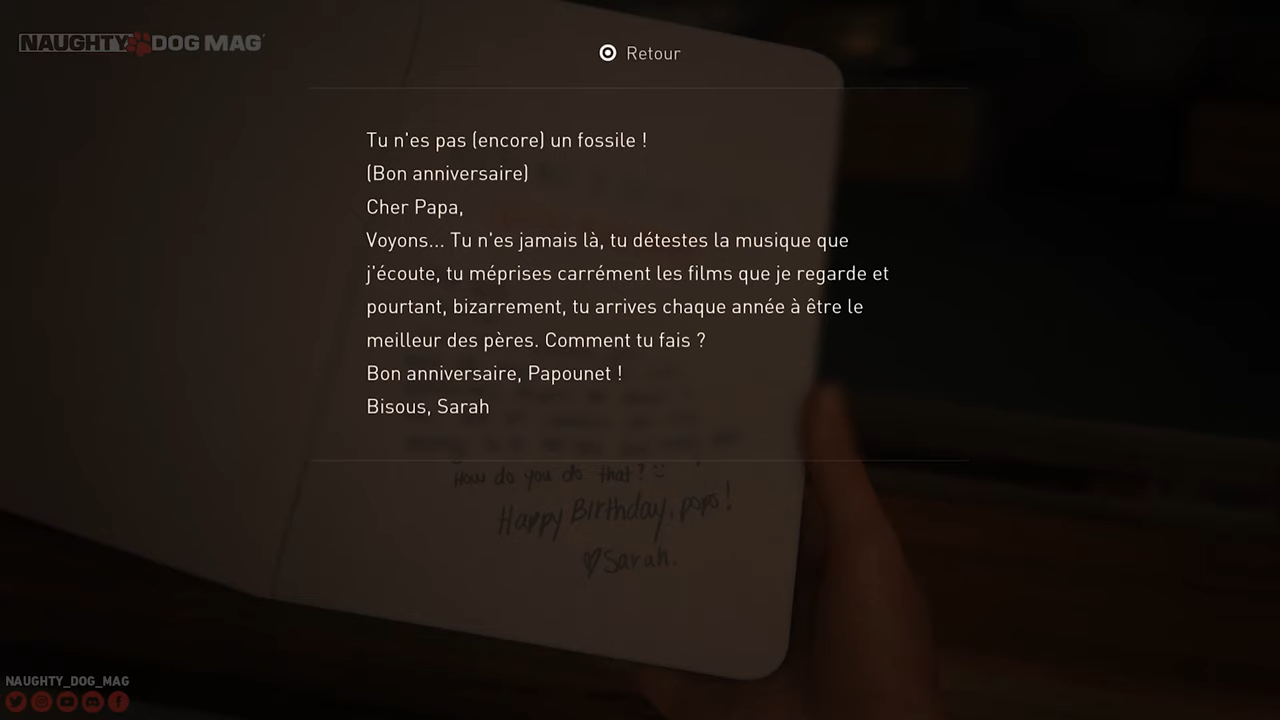 NAUGHTY DOG MAG
Retour
Tu n'es pas (encore) un fossile !
(Bon anniversaire)
Cher Papa,
Voyons... Tu n'es jamais là, tu détestes la musique que
j'écoute, tu méprises carrément les films que je regarde et
pourtant, bizarrement, tu arrives chaque année à être le
meilleur des pères. Comment tu fais ?
Bon anniversaire, Papounet !
Bisous, Sarah
How do you do that?
Happy Birthday, pops!
Sarah.
NAUGHTY_DOG_MAG